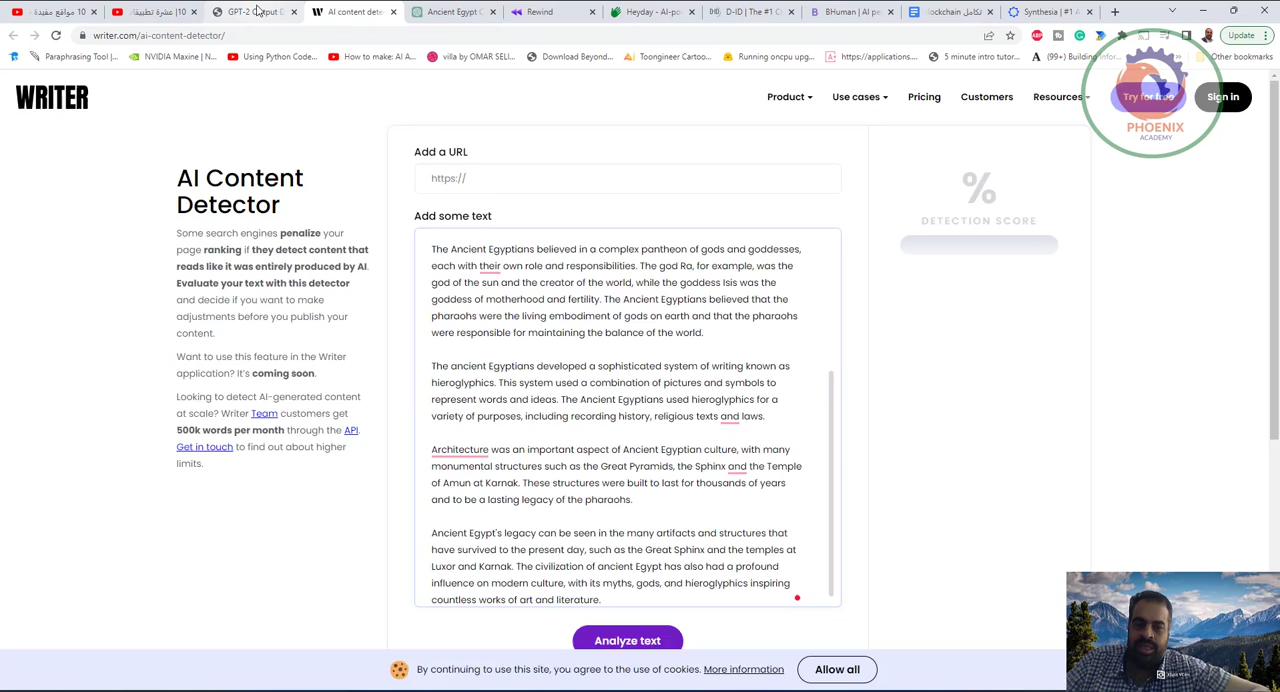 10 مواقع مفيدة
10| عشرة تطبيقات
GPT-2 Output D
AI content dete
Ancient Egypt C
Rewind
Heyday - AI-po
D-ID | The #1 C
BHuman | AI pe
تكامل blockchain
Synthesia | #1 A
writer.com/ai-content-detector/
Update
Paraphrasing Tool |...
NVIDIA Maxine |...
Using Python Code...
How to make: AI A...
villa by OMAR SELI...
Download Beyond...
Toongineer Cartoo...
Running oncpu upg...
https://applications...
5 minute intro tutor...
(99+) Building
Other bookmarks
WRITER
Product
Use cases
Pricing
Customers
Resources
Try for free
Sign in
PHOENIX
ACADEMY
AI Content
Detector
Some search engines penalize your
page ranking if they detect content that
reads like it was entirely produced by AI.
Evaluate your text with this detector
and decide if you want to make
adjustments before you publish your
content.
Want to use this feature in the Writer
application? It's coming soon.
Looking to detect AI-generated content
at scale? Writer Team customers get
500k words per month through the API.
Get in touch to find out about higher
limits.
Add a URL
https://
Add some text
The Ancient Egyptians believed in a complex pantheon of gods and goddesses,
each with their own role and responsibilities. The god Ra, for example, was the
god of the sun and the creator of the world, while the goddess Isis was the
goddess of motherhood and fertility. The Ancient Egyptians believed that the
pharaohs were the living embodiment of gods on earth and that the pharaohs
were responsible for maintaining the balance of the world.
The ancient Egyptians developed a sophisticated system of writing known as
hieroglyphics. This system used a combination of pictures and symbols to
represent words and ideas. The Ancient Egyptians used hieroglyphics for a
variety of purposes, including recording history, religious texts and laws.
Architecture was an important aspect of Ancient Egyptian culture, with many
monumental structures such as the Great Pyramids, the Sphinx and the Temple
of Amun at Karnak. These structures were built to last for thousands of years
and to be a lasting legacy of the pharaohs.
Ancient Egypt's legacy can be seen in the many artifacts and structures that
have survived to the present day, such as the Great Sphinx and the temples at
Luxor and Karnak. The civilization of ancient Egypt has also had a profound
influence on modern culture, with its myths, gods, and hieroglyphics inspiring
countless works of art and literature.
Analyze text
%
DETECTION SCORE
By continuing to use this site, you agree to the use of cookies. More information
Allow all